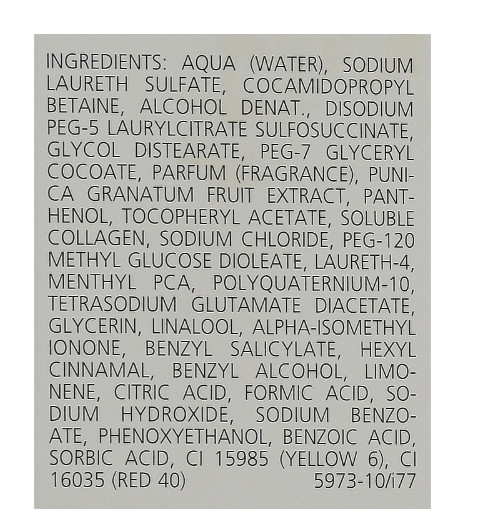 INGREDIENTS: AQUA (WATER), SODIUM
LAURETH SULFATE, COCAMIDOPROPYL
BETAINE, ALCOHOL DENAT., DISODIUM
PEG-5 LAURYLCITRATE SULFOSUCCINATE,
GLYCOL DISTEARATE, PEG-7 GLYCERYL
COCOATE, PARFUM (FRAGRANCE), PUNI-
CA GRANATUM FRUIT EXTRACT, PANT-
HENOL, TOCOPHERYL ACETATE, SOLUBLE
COLLAGEN, SODIUM CHLORIDE, PEG-120
METHYL GLUCOSE DIOLEATE, LAURETH-4,
MENTHYL PCA, POLYQUATERNIUM-10,
TETRASODIUM GLUTAMATE DIACETATE,
GLYCERIN, LINALOOL, ALPHA-ISOMETHYL
IONONE, BENZYL SALICYLATE, HEXYL
CINNAMAL, BENZYL ALCOHOL, LIMO-
NENE, CITRIC ACID, FORMIC ACID, SO-
DIUM HYDROXIDE, SODIUM BENZO-
ATE, PHENOXYETHANOL, BENZOIC ACID,
SORBIC ACID, CI 15985 (YELLOW 6), CI
16035 (RED 40) 5973-10/i77